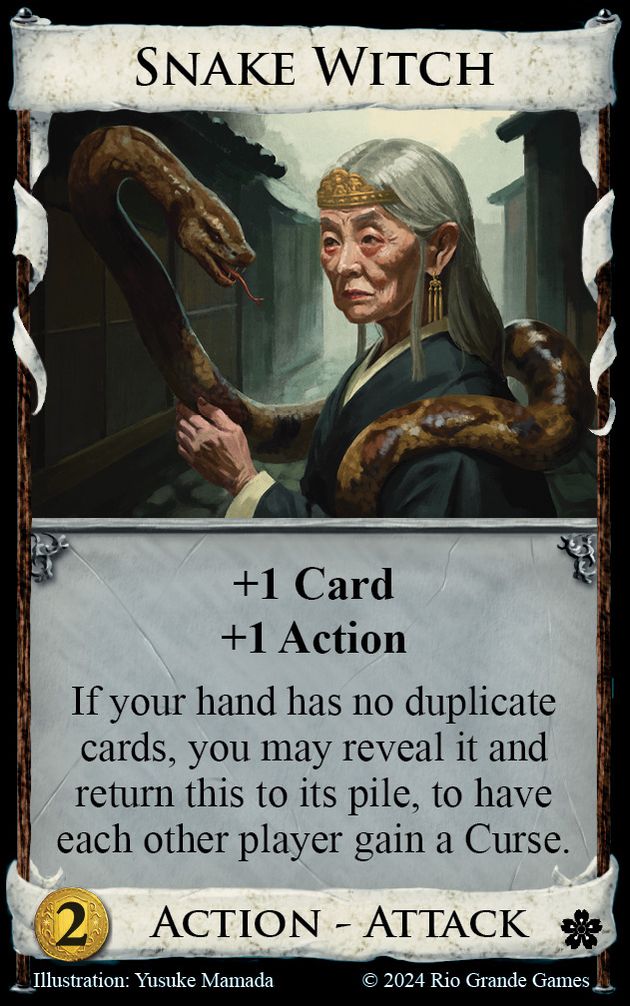 Snake Witch
+1 Card
+1 Action
If your hand has no duplicate
cards, you may reveal it and
return this to its pile, to have
each other player gain a Curse.
2 Action - Attack
Illustration: Yusuke Mamada © 2024 Rio Grande Games